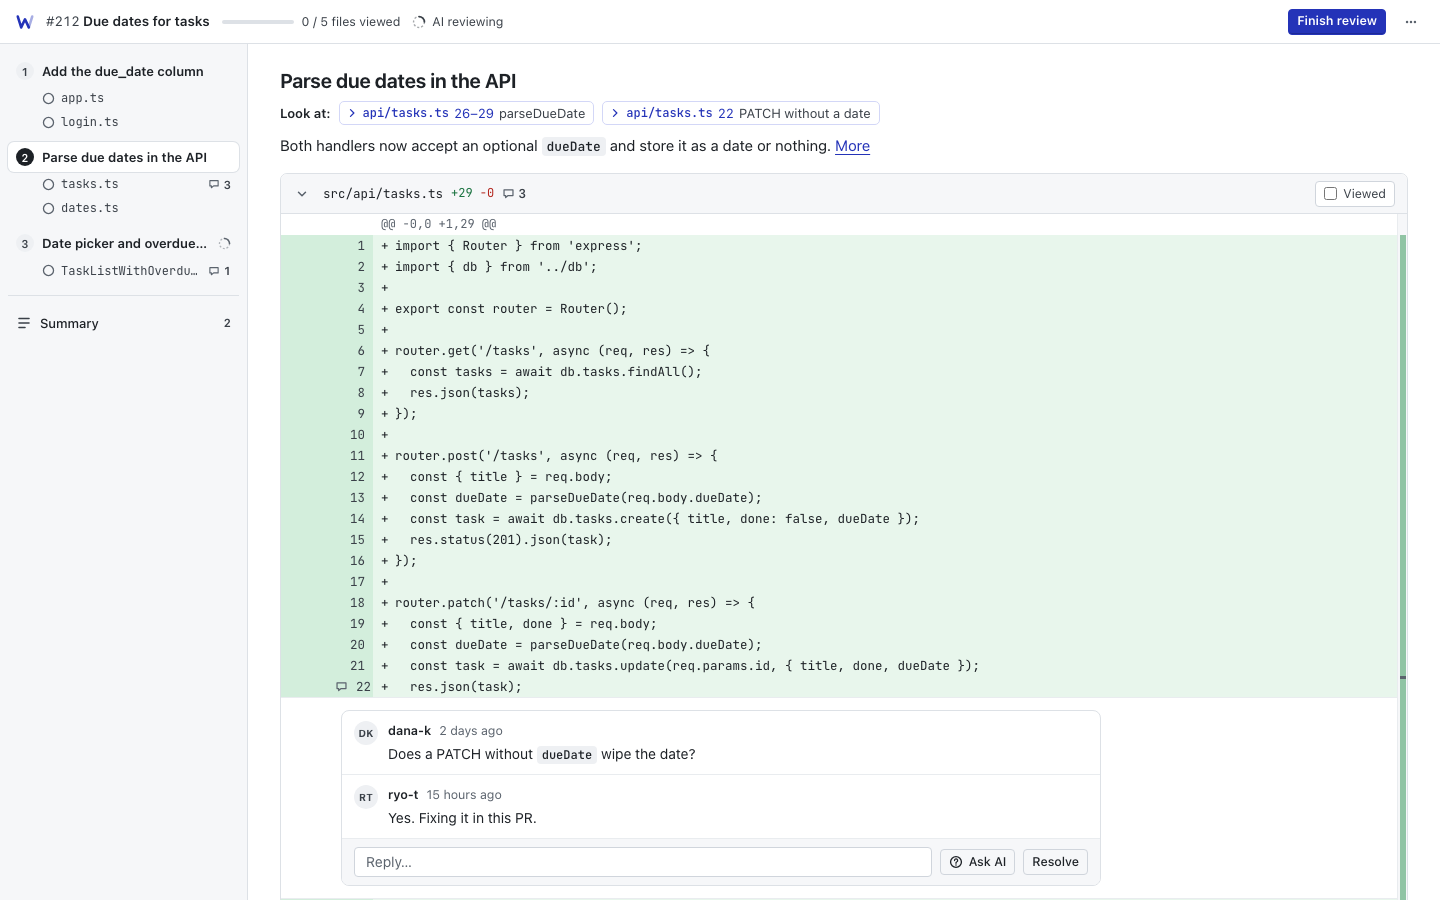 #212 Due dates for tasks 0 / 5 files viewed AI reviewing Finish review
1 Add the due_date column
app.ts
login.ts
2 Parse due dates in the API
tasks.ts 3
dates.ts
3 Date picker and overdue...
TaskListWithOverdu… 1
Summary 2
Parse due dates in the API
Look at: api/tasks.ts 26–29 parseDueDate api/tasks.ts 22 PATCH without a date
Both handlers now accept an optional dueDate and store it as a date or nothing. More
src/api/tasks.ts +29 -0 3 Viewed
@@ -0,0 +1,29 @@
1 + import { Router } from 'express';
2 + import { db } from '../db';
3 +
4 + export const router = Router();
5 +
6 + router.get('/tasks', async (req, res) => {
7 + const tasks = await db.tasks.findAll();
8 + res.json(tasks);
9 + });
10 +
11 + router.post('/tasks', async (req, res) => {
12 + const { title } = req.body;
13 + const dueDate = parseDueDate(req.body.dueDate);
14 + const task = await db.tasks.create({ title, done: false, dueDate });
15 + res.status(201).json(task);
16 + });
17 +
18 + router.patch('/tasks/:id', async (req, res) => {
19 + const { title, done } = req.body;
20 + const dueDate = parseDueDate(req.body.dueDate);
21 + const task = await db.tasks.update(req.params.id, { title, done, dueDate });
22 + res.json(task);
DK dana-k 2 days ago
Does a PATCH without dueDate wipe the date?
RT ryo-t 15 hours ago
Yes. Fixing it in this PR.
Reply... Ask AI Resolve